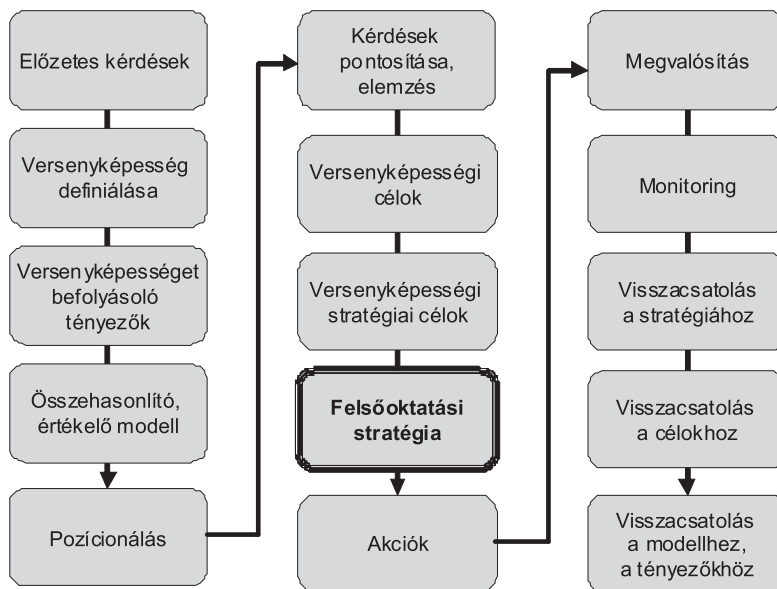 Előzetes kérdések
Versenyképesség
definiálása
Versenyképességet
befolyásoló
tényezők
Összehasonlító,
értékelő modell
Pozícionálás
Kérdések
pontosítása,
elemzés
Versenyképességi
célok
Versenyképességi
stratégiai célok
Felsőoktatási
stratégia
Akciók
Megvalósítás
Monitoring
Visszacsatolás
a stratégiához
Visszacsatolás
a célokhoz
Visszacsatolás
a modellhez,
a tényezőkhöz